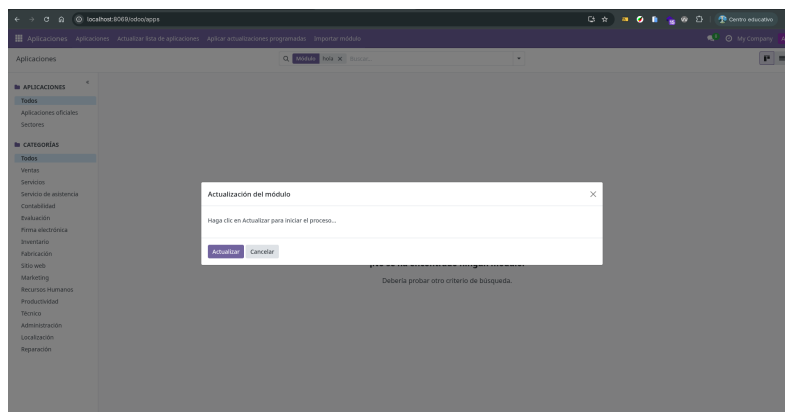 localhost:8069/odoo/apps
Centro educativo
Aplicaciones Aplicaciones Actualizar lista de aplicaciones Aplicar actualizaciones programadas Importar módulo
My Company
Aplicaciones
Módulo hola × Buscar...
APLICACIONES
Todos
Aplicaciones oficiales
Sectores
CATEGORÍAS
Todos
Ventas
Servicios
Servicio de asistencia
Contabilidad
Evaluación
Firma electrónica
Inventario
Fabricación
Sitio web
Marketing
Recursos Humanos
Productividad
Técnico
Administración
Localización
Reparación
Actualización del módulo
Haga clic en Actualizar para iniciar el proceso...
Actualizar Cancelar
Debería probar otro criterio de búsqueda.